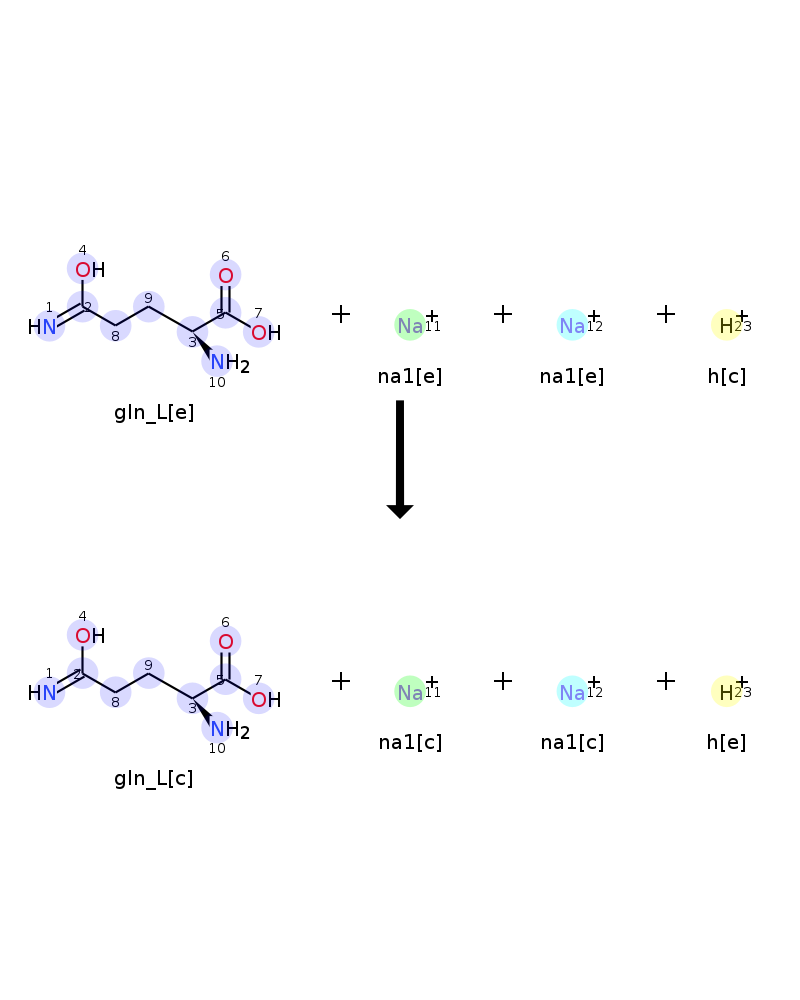 4
OH
1 2 9 5 6 O 7
HN 8 3 OH
NH2
10
+ Na+ 11 + Na+ 12 + H+ 23
na1[e] na1[e] h[c]
gln_L[e]
4
OH
1 2 9 5 6 O 7
HN 8 3 OH
NH2
10
+ Na+ 11 + Na+ 12 + H+ 23
na1[c] na1[c] h[e]
gln_L[c]